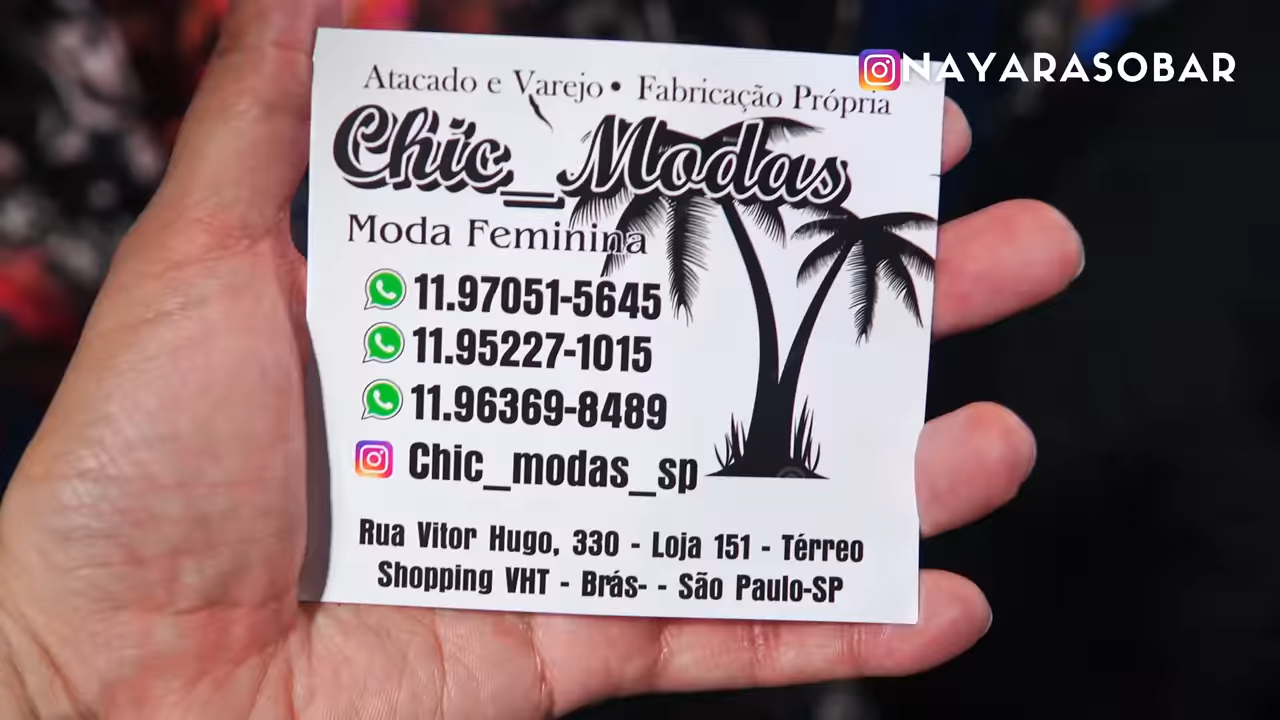 NAYARASOBAR
Atacado e Varejo • Fabricação Própria
Chic_Modas
Moda Feminina
11.97051-5645
11.95227-1015
11.96369-8489
Chic_modas_sp
Rua Vitor Hugo, 330 - Loja 151 - Térreo
Shopping VHT - Brás- - São Paulo-SP